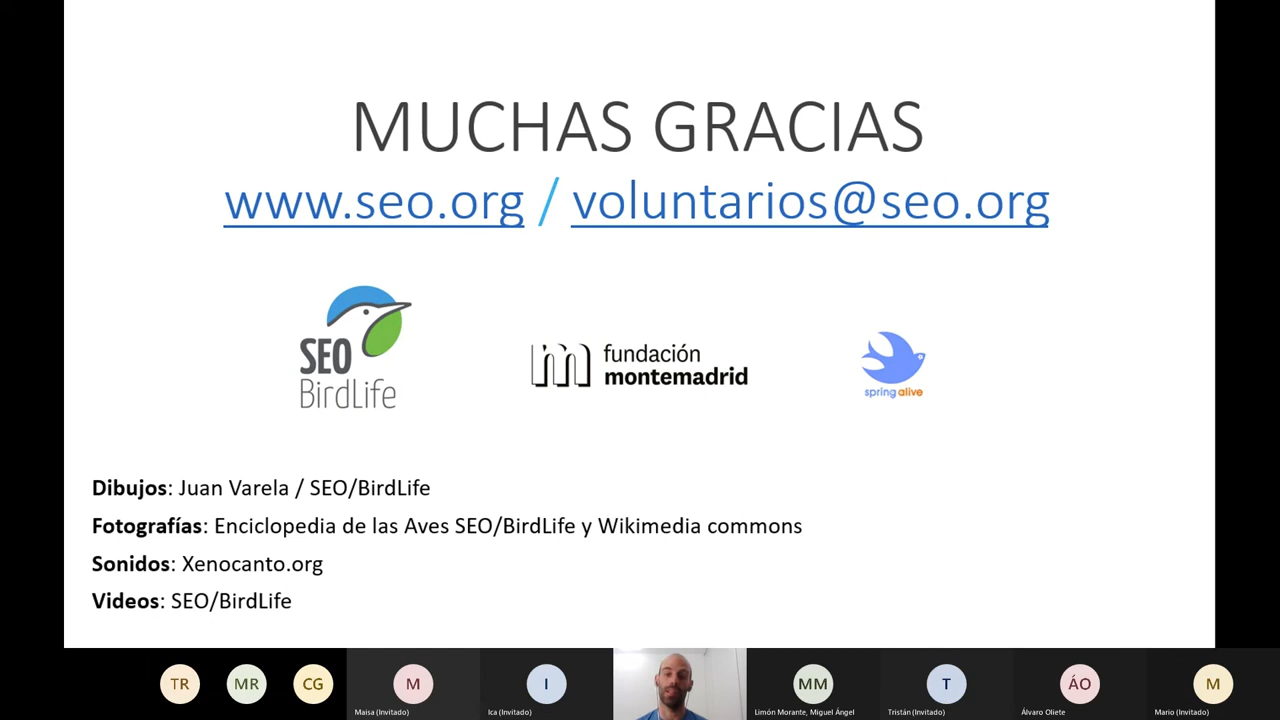 MUCHAS GRACIAS
www.seo.org / voluntarios@seo.org
SEO
BirdLife
m fundación
montemadrid
spring alive
Dibujos: Juan Varela / SEO/BirdLife
Fotografías: Enciclopedia de las Aves SEO/BirdLife y Wikimedia commons
Sonidos: Xenocanto.org
Videos: SEO/BirdLife
TR MR CG M I MM T ÁO M
Maisa (Invitado) Ica (Invitado) Limón Morante, Miguel Ángel Tristán (Invitado) Álvaro Oliete Mario (Invitado)